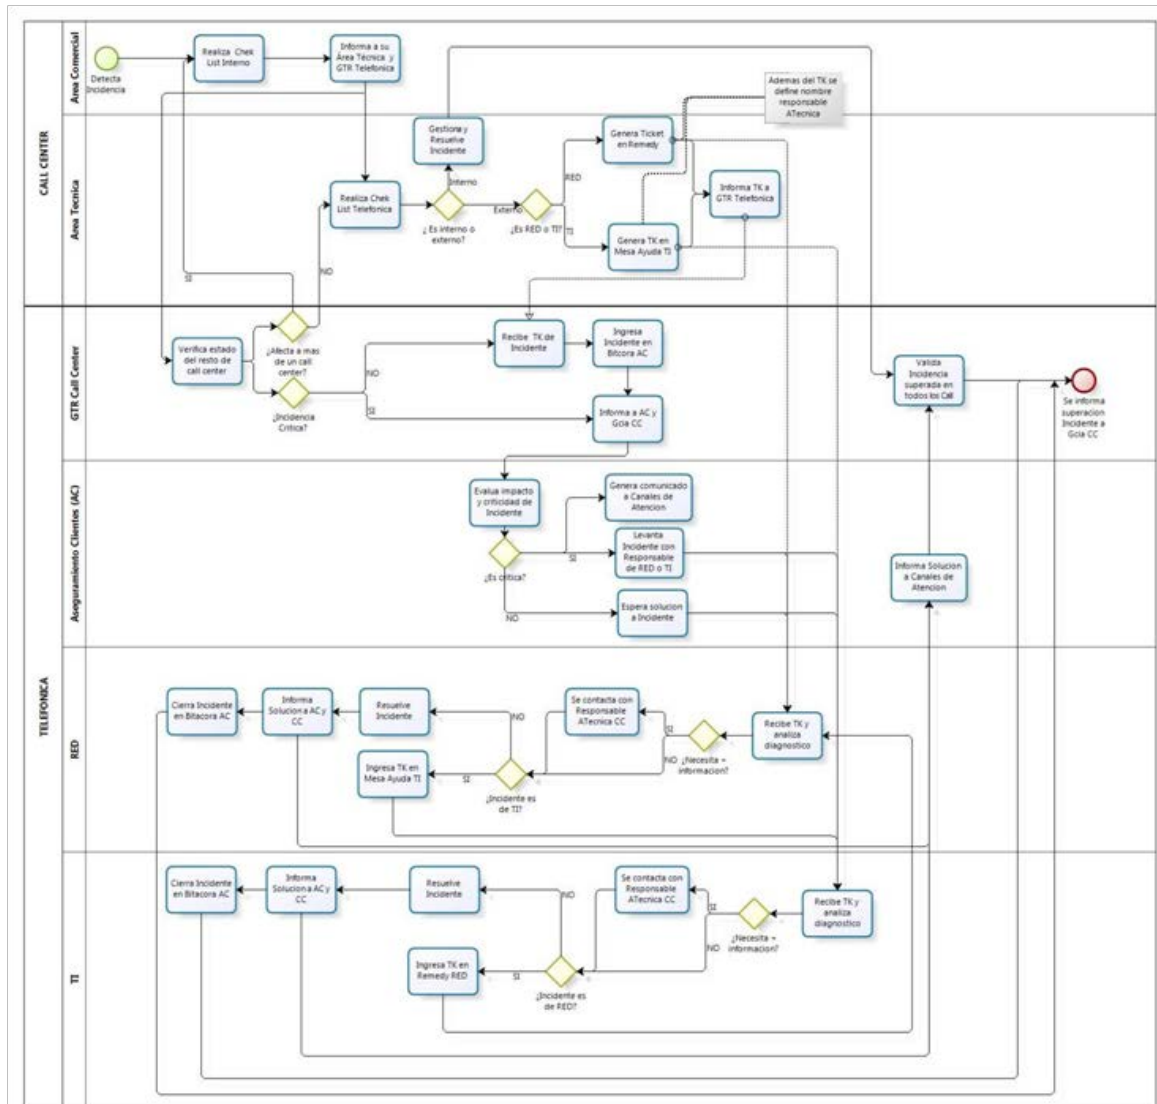 CALL CENTER
Area Comercial
Detecta
Incidencia
Realiza Chek
List Interno
Informa a su
Area Técnica y
GTR Telefonica
Ademas del TK se
define nombre
responsable
ATecnica
Area Tecnica
Gestiona y
Resuelve
Incidente
Interno
Realiza Chek
List Telefonica
¿ Es interno o
externo?
Externo
¿Es RED o TI?
RED
TI
Genera Ticket
en Remedy
Genera TK en
Mesa Ayuda TI
Informa TK a
GTR Telefonica
SI
NO
TELEFONICA
GTR Call Center
Verifica estado
del resto de
call center
¿Afecta a mas
de un call
center?
¿Incidencia
Critica?
NO
SI
Recibe TK de
Incidente
Ingresa
Incidente en
Bitcora AC
Informa a AC y
Gcia CC
Valida
Incidencia
superada en
todos los Call
Se informa
superacion
Incidente a
Gcia CC
Aseguramiento Clientes (AC)
Evalua impacto
y criticidad de
Incidente
¿Es critica?
SI
NO
Genera comunicado
a Canales de
Atencion
Levanta
Incidente con
Responsable
de RED o TI
Espera solucion
a Incidente
Informa Solucion
a Canales de
Atencion
RED
Cierra Incidente
en Bitacora AC
Informa
Solucion a AC y
CC
Resuelve
Incidente
Ingresa TK en
Mesa Ayuda TI
NO
SI
¿Incidente es
de TI?
Se contacta con
Responsable
ATecnica CC
SI
NO
¿Necesita +
informacion?
Recibe TK y
analiza
diagnostico
TI
Cierra Incidente
en Bitacora AC
Informa
Solucion a AC y
CC
Resuelve
Incidente
Ingresa TK en
Remedy RED
NO
SI
¿Incidente es
de RED?
Se contacta con
Responsable
ATecnica CC
SI
NO
¿Necesita +
informacion?
Recibe TK y
analiza
diagnostico